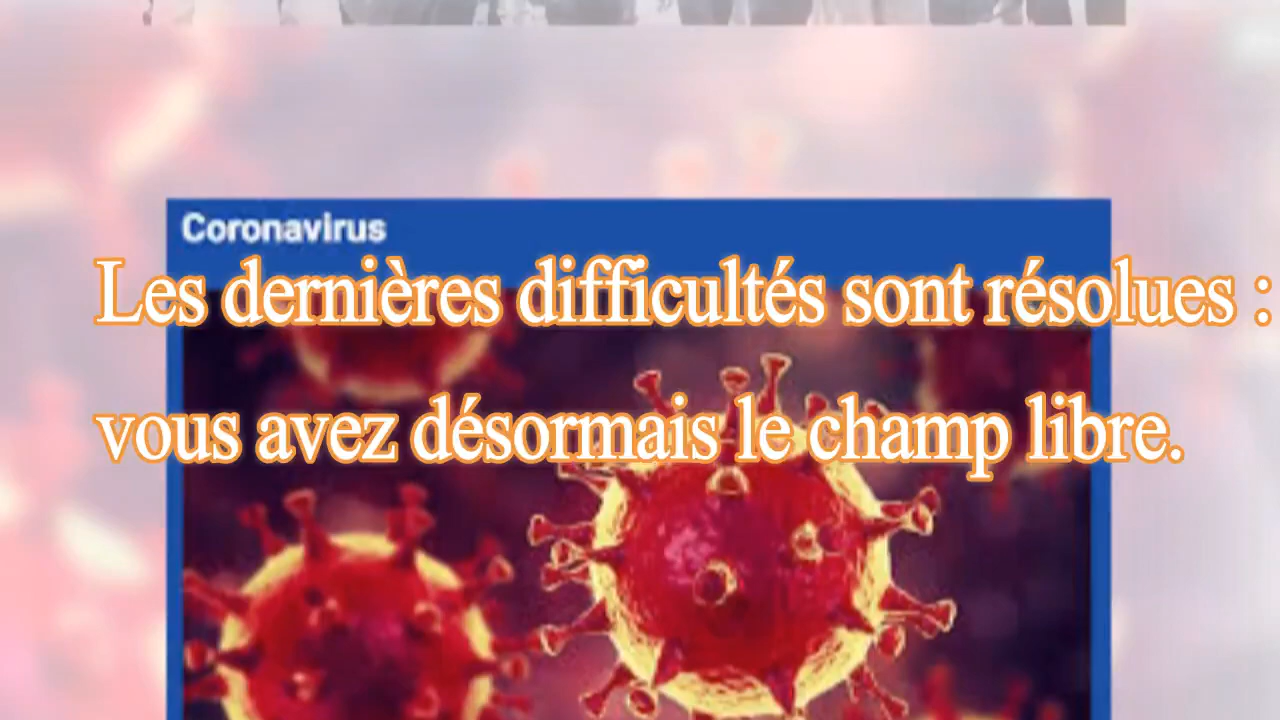 Coronavirus
Les dernières difficultés sont résolues :
vous avez désormais le champ libre.